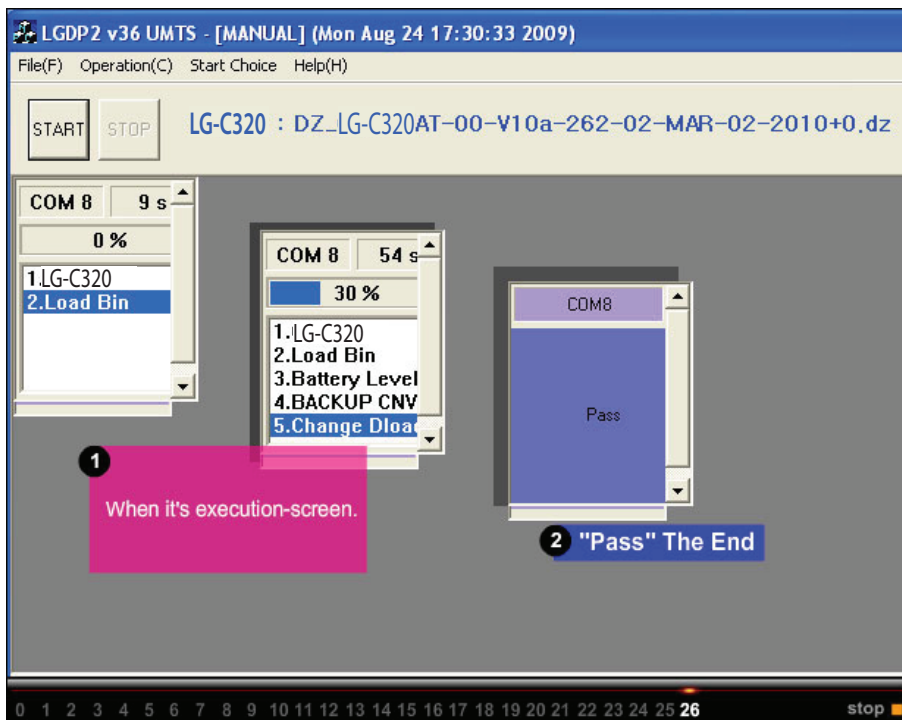 LGDP2 v36 UMTS - [MANUAL] (Mon Aug 24 17:30:33 2009)
File(F) Operation(C) Start Choice Help(H)
START STOP LG-C320 : DZ_LG-C320AT-00-V10a-262-02-MAR-02-2010+0.dz
COM 8 9 s
0 %
1.LG-C320
2.Load Bin
COM 8 54 s
30 %
1.LG-C320
2.Load Bin
3.Battery Level
4.BACKUP CNV
5.Change Dload
COM8
Pass
1
When it's execution-screen.
2 "Pass" The End
0 1 2 3 4 5 6 7 8 9 10 11 12 13 14 15 16 17 18 19 20 21 22 23 24 25 26 stop